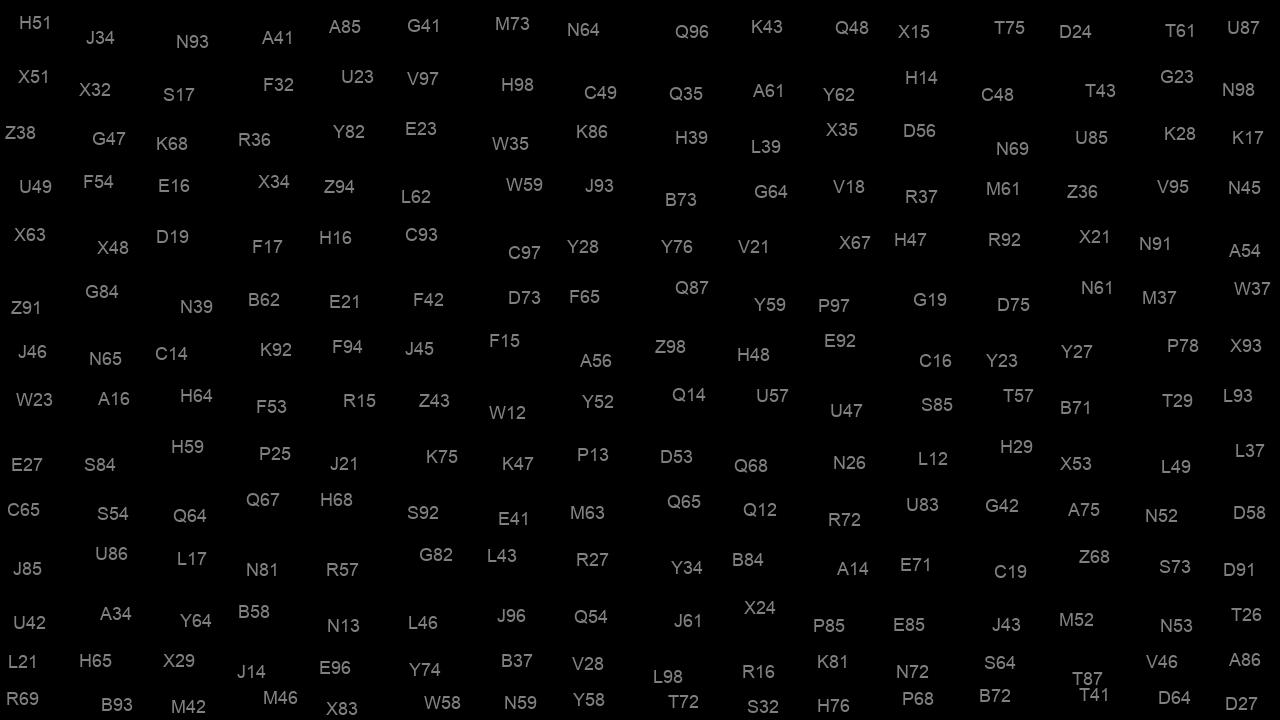 H51 J34 N93 A41 A85 G41 M73 N64 Q96 K43 Q48 X15 T75 D24 T61 U87
X51 X32 S17 F32 U23 V97 H98 C49 Q35 A61 Y62 H14 C48 T43 G23 N98
Z38 G47 K68 R36 Y82 E23 W35 K86 H39 L39 X35 D56 N69 U85 K28 K17
U49 F54 E16 X34 Z94 L62 W59 J93 B73 G64 V18 R37 M61 Z36 V95 N45
X63 X48 D19 F17 H16 C93 C97 Y28 Y76 V21 X67 H47 R92 X21 N91 A54
Z91 G84 N39 B62 E21 F42 D73 F65 Q87 Y59 P97 G19 D75 N61 M37 W37
J46 N65 C14 K92 F94 J45 F15 A56 Z98 H48 E92 C16 Y23 Y27 P78 X93
W23 A16 H64 F53 R15 Z43 W12 Y52 Q14 U57 U47 S85 T57 B71 T29 L93
E27 S84 H59 P25 J21 K75 K47 P13 D53 Q68 N26 L12 H29 X53 L49 L37
C65 S54 Q64 Q67 H68 S92 E41 M63 Q65 Q12 R72 U83 G42 A75 N52 D58
J85 U86 L17 N81 R57 G82 L43 R27 Y34 B84 A14 E71 C19 Z68 S73 D91
U42 A34 Y64 B58 N13 L46 J96 Q54 J61 X24 P85 E85 J43 M52 N53 T26
L21 H65 X29 J14 E96 Y74 B37 V28 L98 R16 K81 N72 S64 T87 V46 A86
R69 B93 M42 M46 X83 W58 N59 Y58 T72 S32 H76 P68 B72 T41 D64 D27